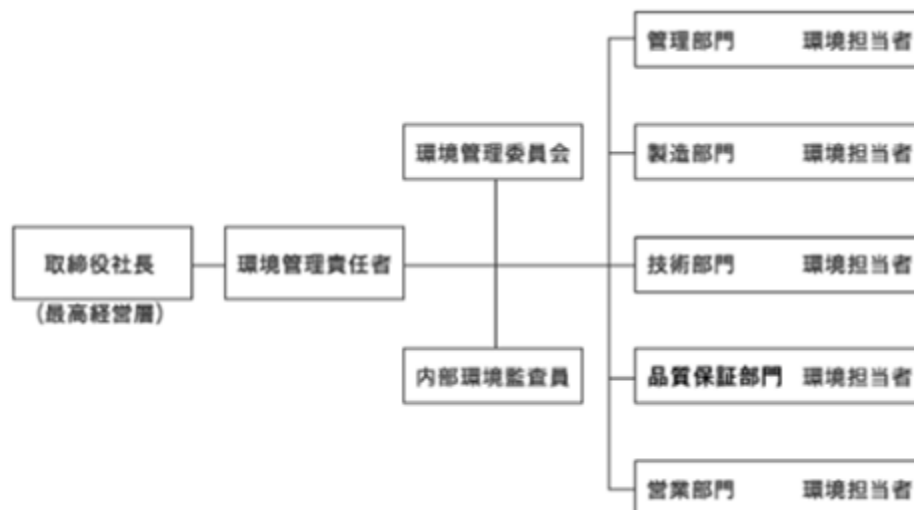 管理部門 環境担当者
環境管理委員会
製造部門 環境担当者
取締役社長
環境管理責任者
技術部門 環境担当者
(最高経営層)
内部環境監査員
品質保証部門 環境担当者
営業部門 環境担当者